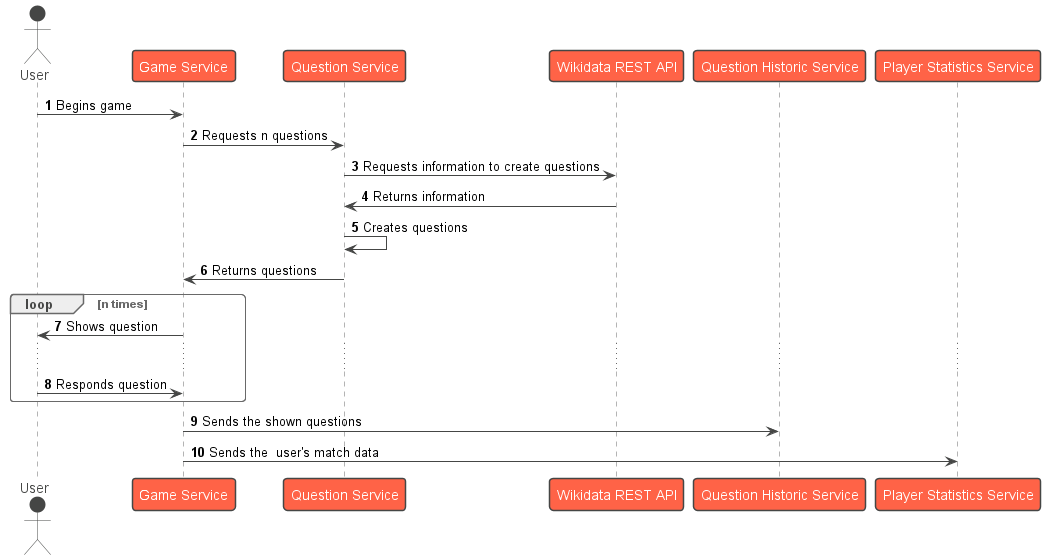 User
Game Service
Question Service
Wikidata REST API
Question Historic Service
Player Statistics Service
1 Begins game
2 Requests n questions
3 Requests information to create questions
4 Returns information
5 Creates questions
6 Returns questions
loop [n times]
7 Shows question
8 Responds question
9 Sends the shown questions
10 Sends the  user's match data
User
Game Service
Question Service
Wikidata REST API
Question Historic Service
Player Statistics Service